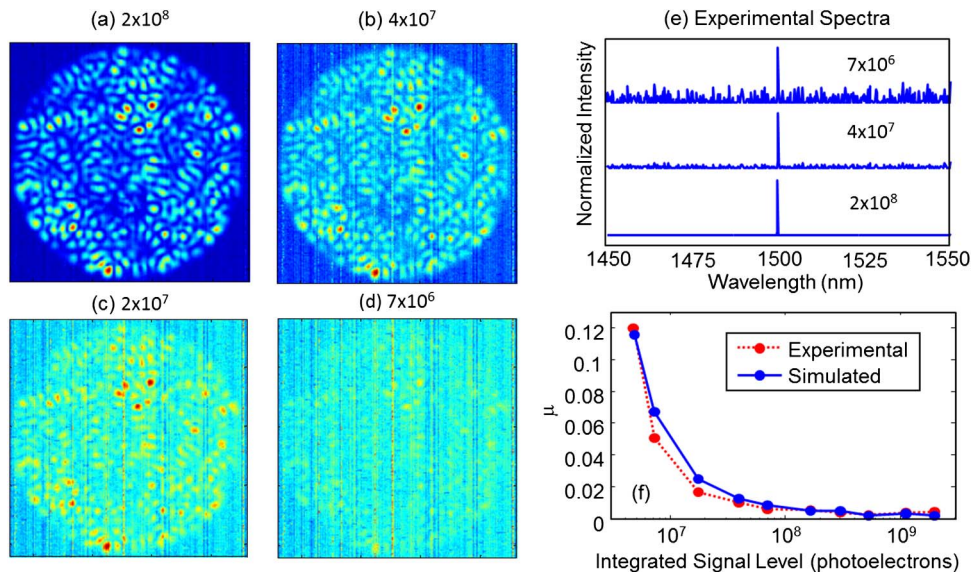 (a) 2x10⁸
(b) 4x10⁷
(e) Experimental Spectra
7x10⁶
4x10⁷
2x10⁸
Normalized Intensity
1450 1475 1500 1525 1550
Wavelength (nm)
(c) 2x10⁷
(d) 7x10⁶
0.12
0.1
0.08
0.06
0.04
0.02
0
μ
Experimental
Simulated
(f)
10⁷ 10⁸ 10⁹
Integrated Signal Level (photoelectrons)